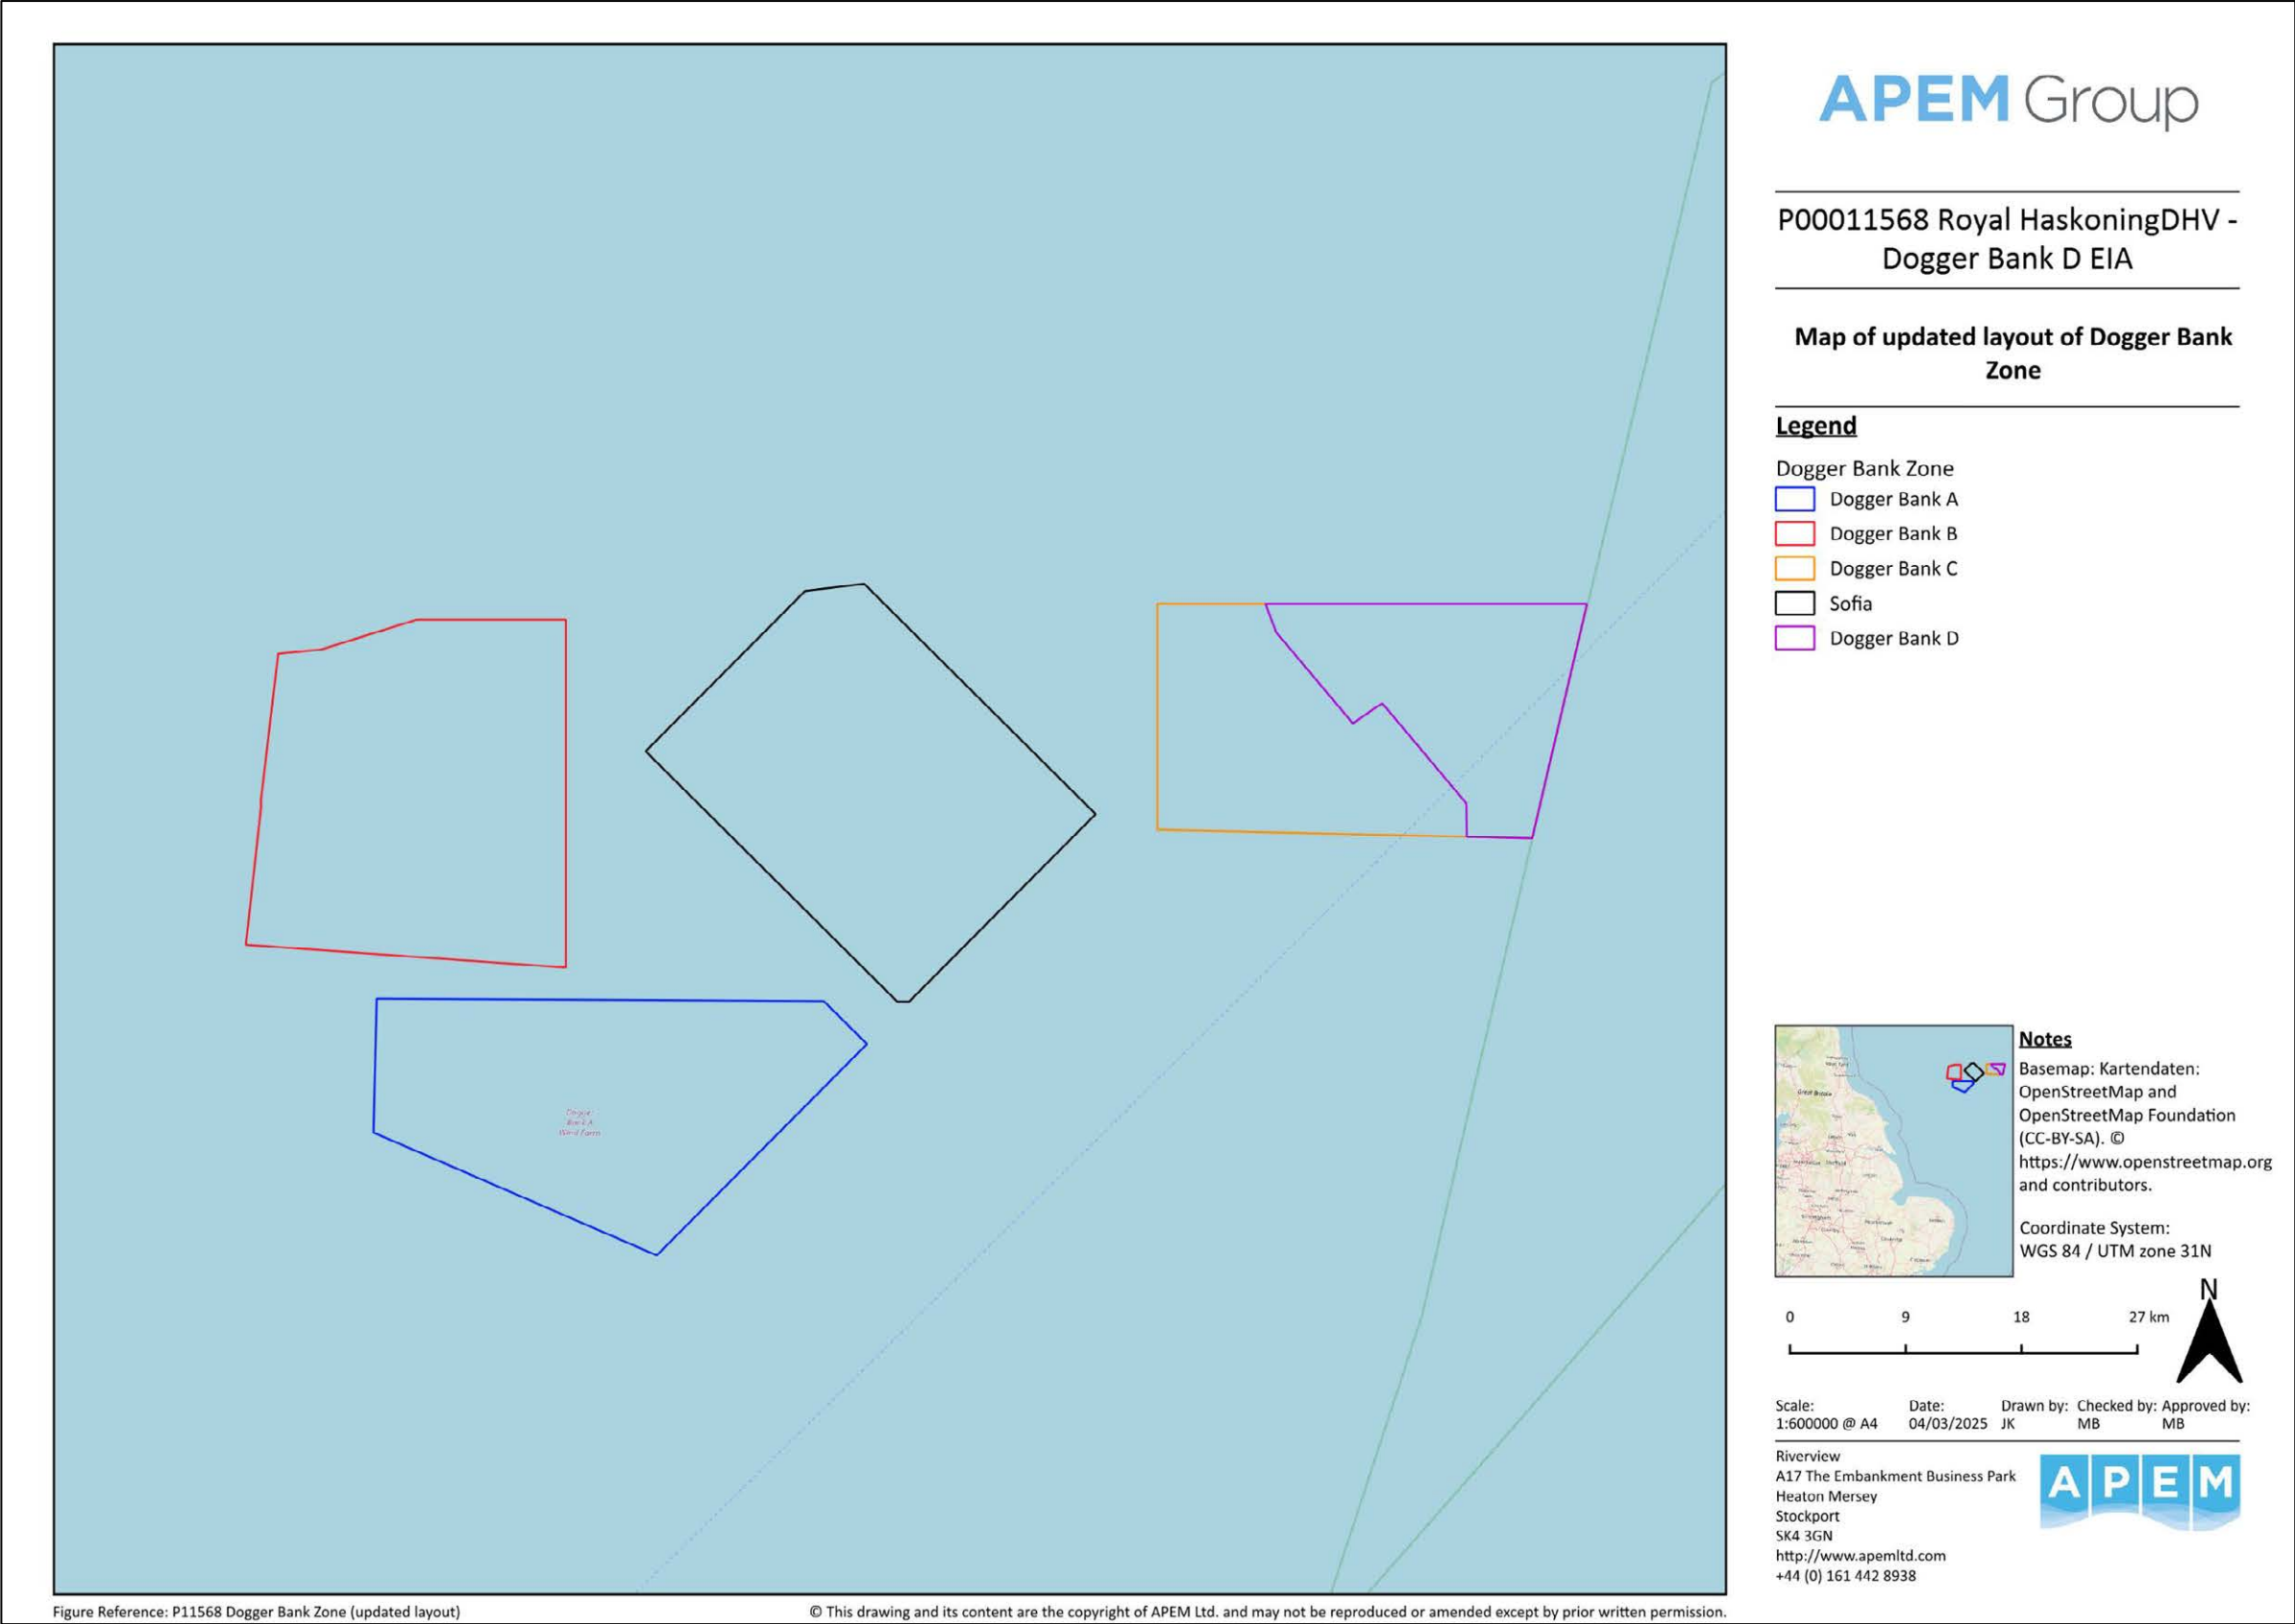 APEM Group
P00011568 Royal HaskoningDHV -
Dogger Bank D EIA
Map of updated layout of Dogger Bank
Zone
Legend
Dogger Bank Zone
Dogger Bank A
Dogger Bank B
Dogger Bank C
Sofia
Dogger Bank D
Dogger
Bank A
Wind Farm
Great Britain
Notes
Basemap: Kartendaten:
OpenStreetMap and
OpenStreetMap Foundation
(CC-BY-SA). ©
https://www.openstreetmap.org
and contributors.
Coordinate System:
WGS 84 / UTM zone 31N
N
0 9 18 27 km
Scale: Date: Drawn by: Checked by: Approved by:
1:600000 @ A4 04/03/2025 JK MB MB
Riverview
A17 The Embankment Business Park
Heaton Mersey
Stockport
SK4 3GN
http://www.apemltd.com
+44 (0) 161 442 8938
APEM
Figure Reference: P11568 Dogger Bank Zone (updated layout)
© This drawing and its content are the copyright of APEM Ltd. and may not be reproduced or amended except by prior written permission.